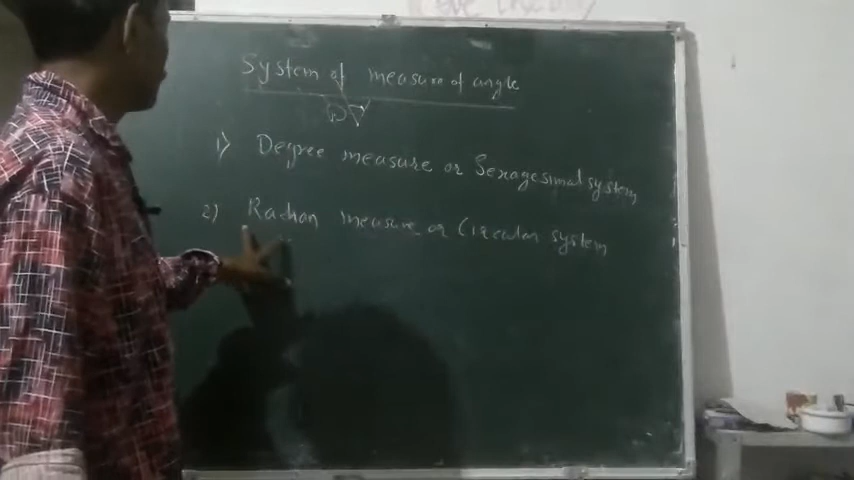 System of measure of angle
1) Degree measure or Sexagesimal system
2) Radian measure or Circular system